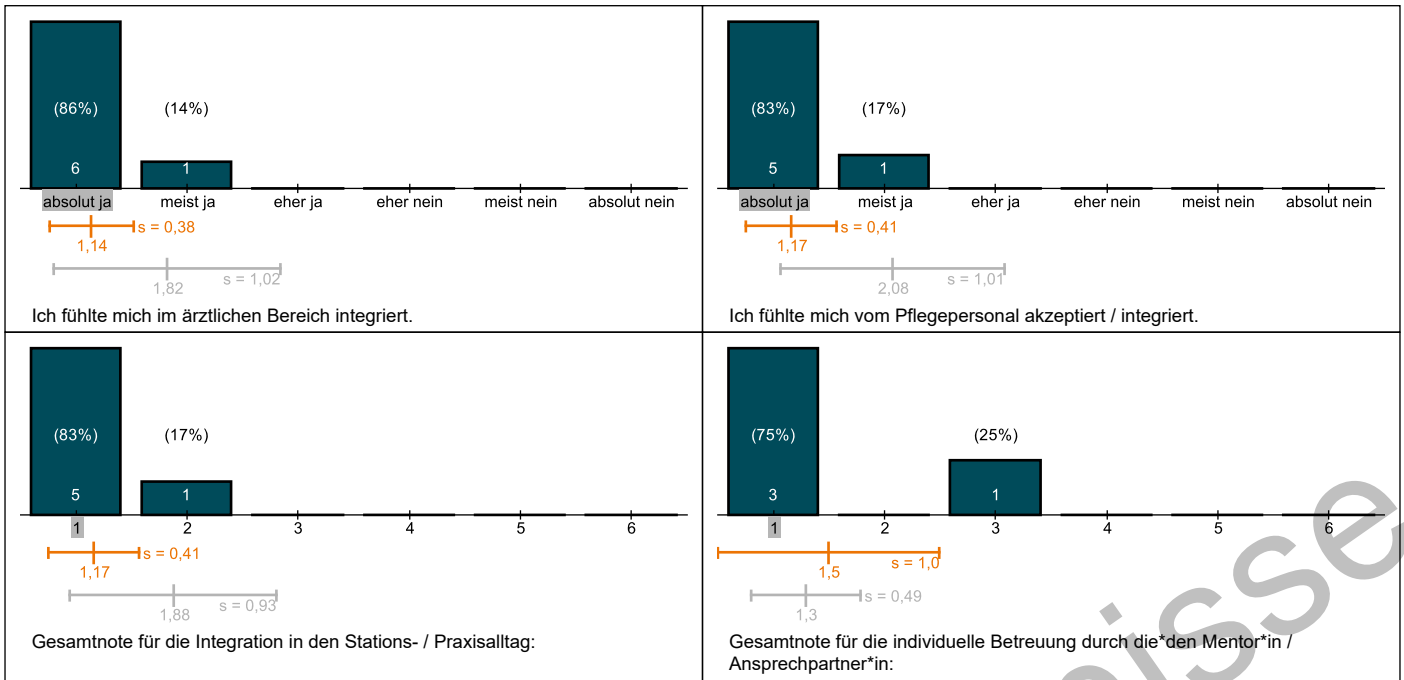 (86%) (14%)
6 1
absolut ja meist ja eher ja eher nein meist nein absolut nein
s = 0,38
1,14
s = 1,02
1,82
Ich fühlte mich im ärztlichen Bereich integriert.
(83%) (17%)
5 1
absolut ja meist ja eher ja eher nein meist nein absolut nein
s = 0,41
1,17
s = 1,01
2,08
Ich fühlte mich vom Pflegepersonal akzeptiert / integriert.
(83%) (17%)
5 1
1 2 3 4 5 6
s = 0,41
1,17
s = 0,93
1,88
Gesamtnote für die Integration in den Stations- / Praxisalltag:
(75%) (25%)
3 1
1 2 3 4 5 6
s = 1,0
1,5
s = 0,49
1,3
Gesamtnote für die individuelle Betreuung durch die*den Mentor*in /
Ansprechpartner*in:
isse